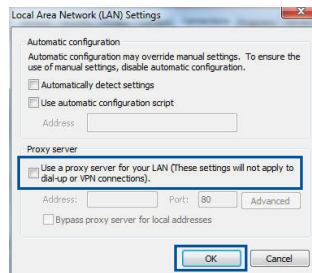 Local Area Network (LAN) Settings
Automatic configuration
Automatic configuration may override manual settings. To ensure the
use of manual settings, disable automatic configuration.
Automatically detect settings
Use automatic configuration script
Address
Proxy server
Use a proxy server for your LAN (These settings will not apply to
dial-up or VPN connections).
Address: Port: 80 Advanced
Bypass proxy server for local addresses
OK Cancel